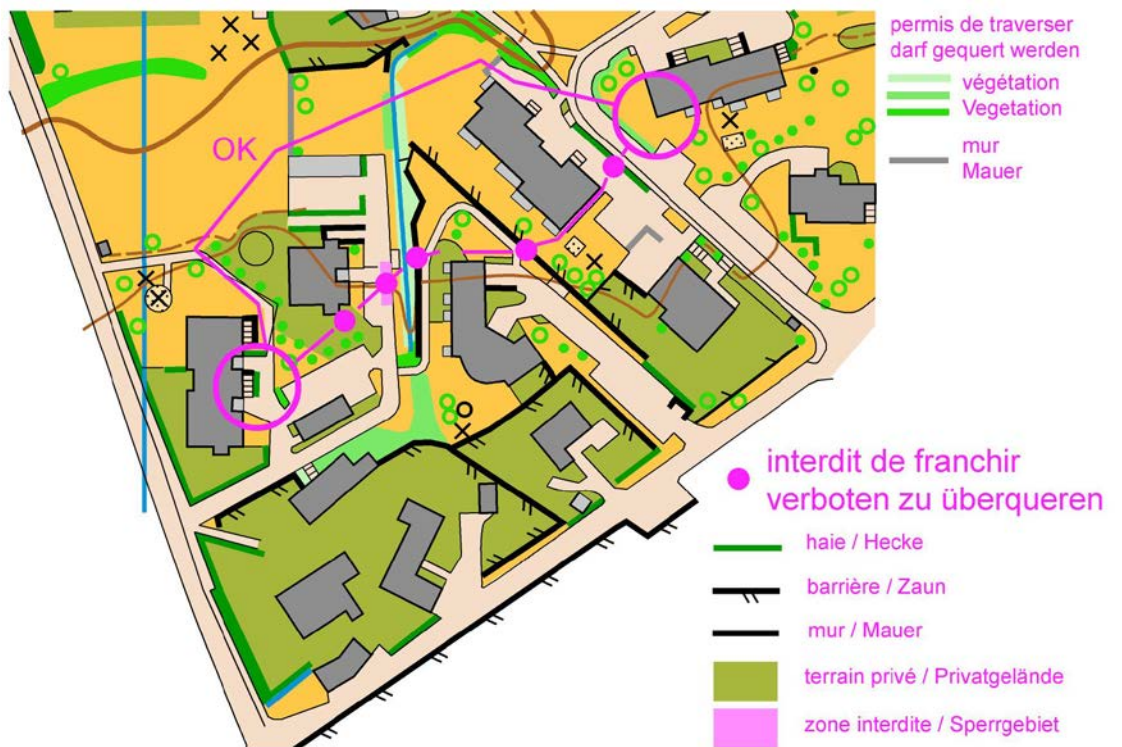 permis de traverser
darf gequert werden
végétation
Vegetation
mur
Mauer
OK
interdit de franchir
verboten zu überqueren
haie / Hecke
barrière / Zaun
mur / Mauer
terrain privé / Privatgelände
zone interdite / Sperrgebiet